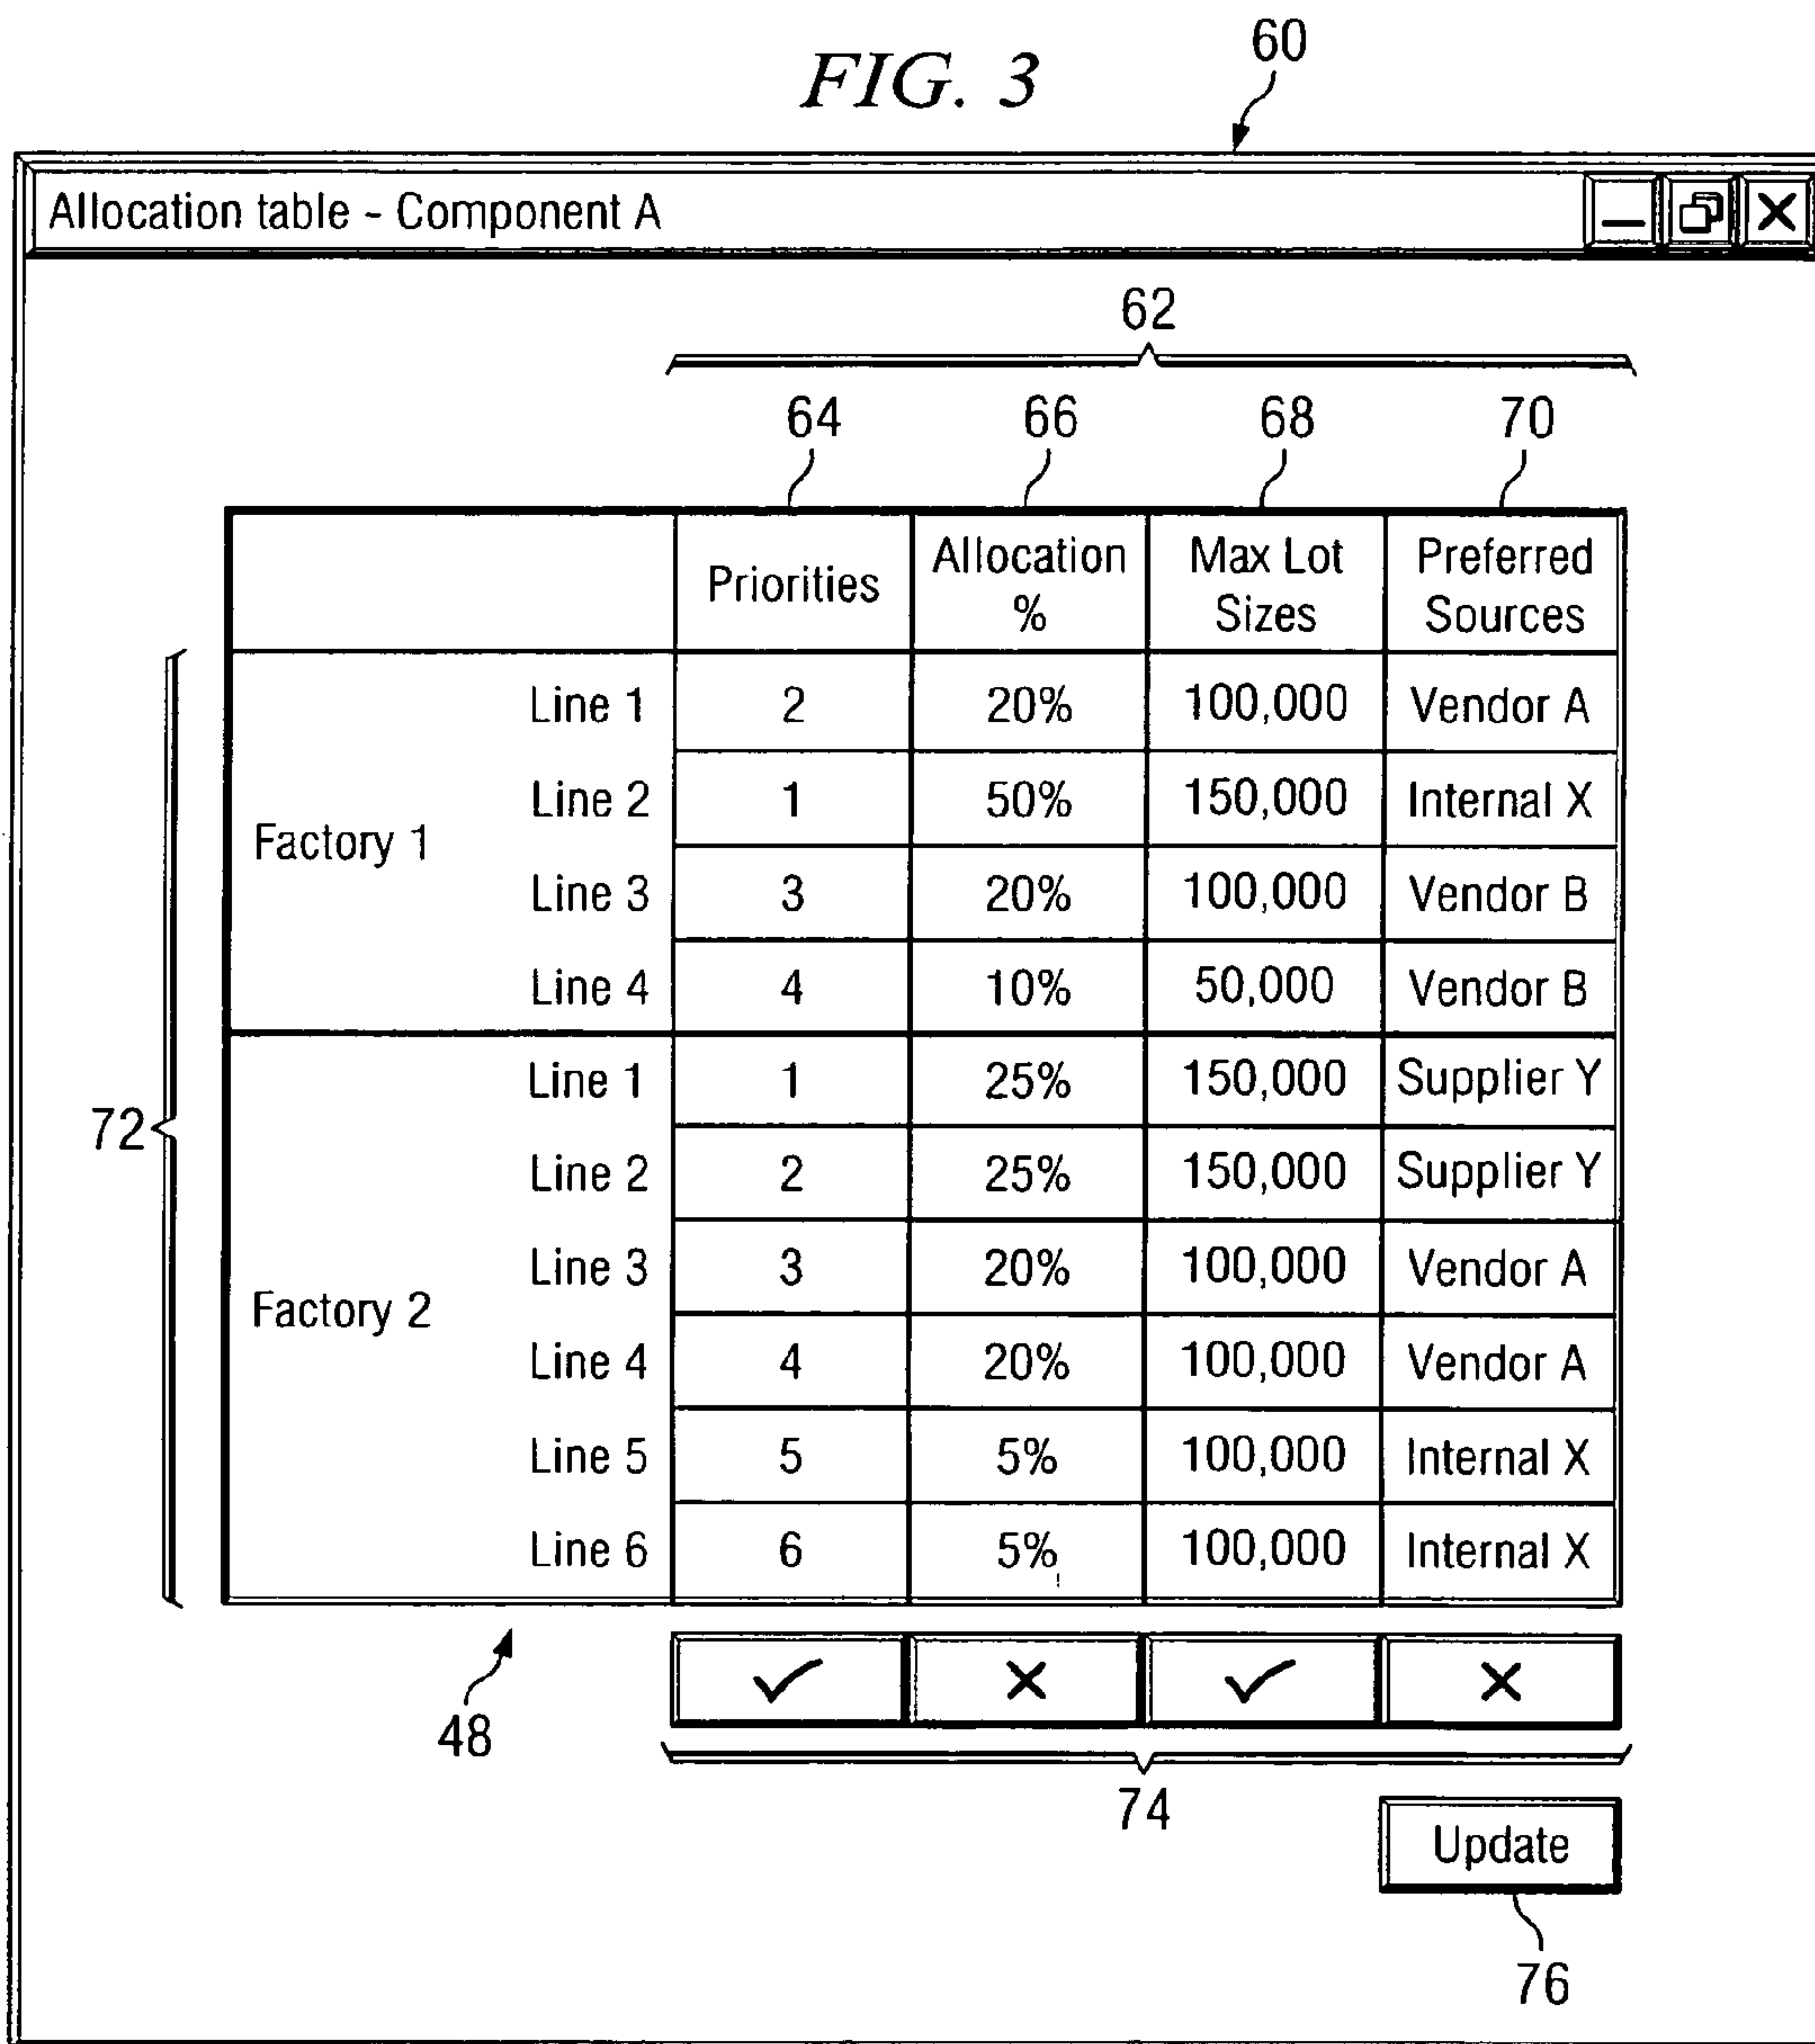 FIG. 3
60
Allocation table - Component A
62
64 66 68 70
Priorities Allocation % Max Lot Sizes Preferred Sources
72
Factory 1
Line 1 2 20% 100,000 Vendor A
Line 2 1 50% 150,000 Internal X
Line 3 3 20% 100,000 Vendor B
Line 4 4 10% 50,000 Vendor B
Factory 2
Line 1 1 25% 150,000 Supplier Y
Line 2 2 25% 150,000 Supplier Y
Line 3 3 20% 100,000 Vendor A
Line 4 4 20% 100,000 Vendor A
Line 5 5 5% 100,000 Internal X
Line 6 6 5% 100,000 Internal X
48
74
Update
76